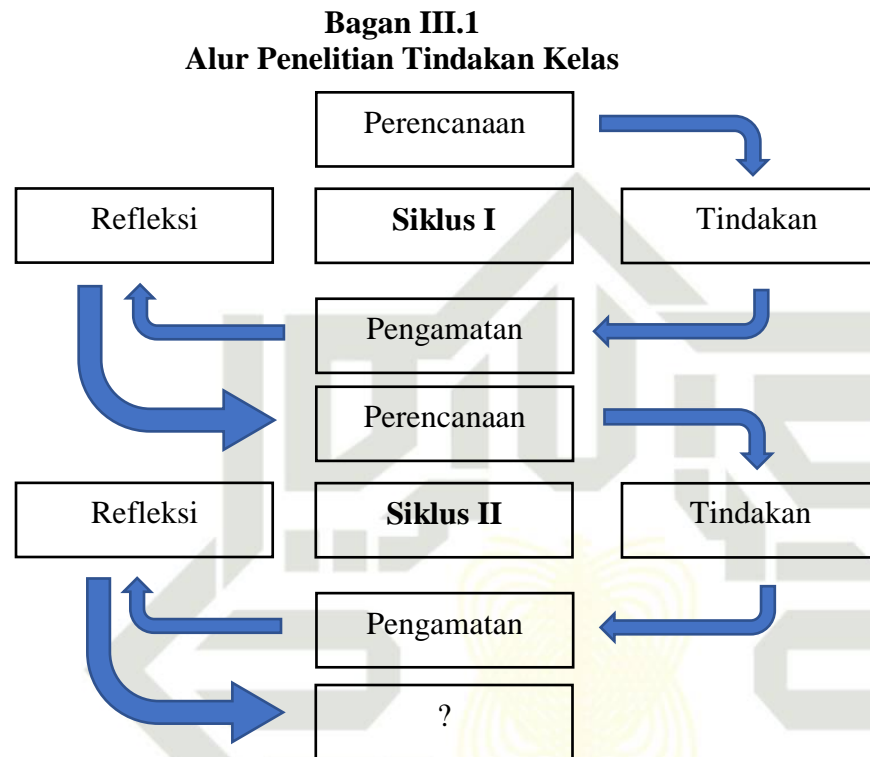 Bagan III.1
Alur Penelitian Tindakan Kelas
Perencanaan
Refleksi
Siklus I
Tindakan
Pengamatan
Perencanaan
Refleksi
Siklus II
Tindakan
Pengamatan
?